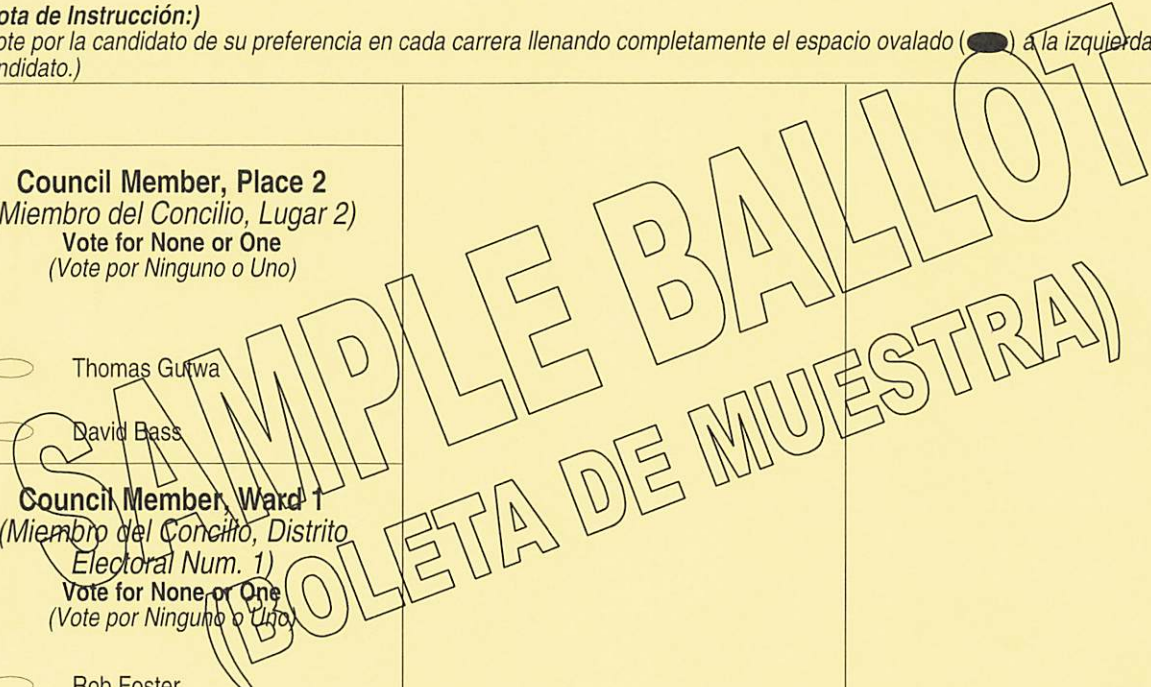 ota de Instrucción:)
ote por la candidato de su preferencia en cada carrera llenando completamente el espacio ovalado ( ) a la izquierda
ndidato.)
Council Member, Place 2
Miembro del Concilio, Lugar 2)
Vote for None or One
(Vote por Ninguno o Uno)
Thomas Gutwa
David Bass
Council Member, Ward 1
(Miembro del Concilio, Distrito
Electoral Num. 1)
Vote for None or One
(Vote por Ninguno o Uno)
Rob Foster
SAMPLE BALLOT
(BOLETA DE MUESTRA)